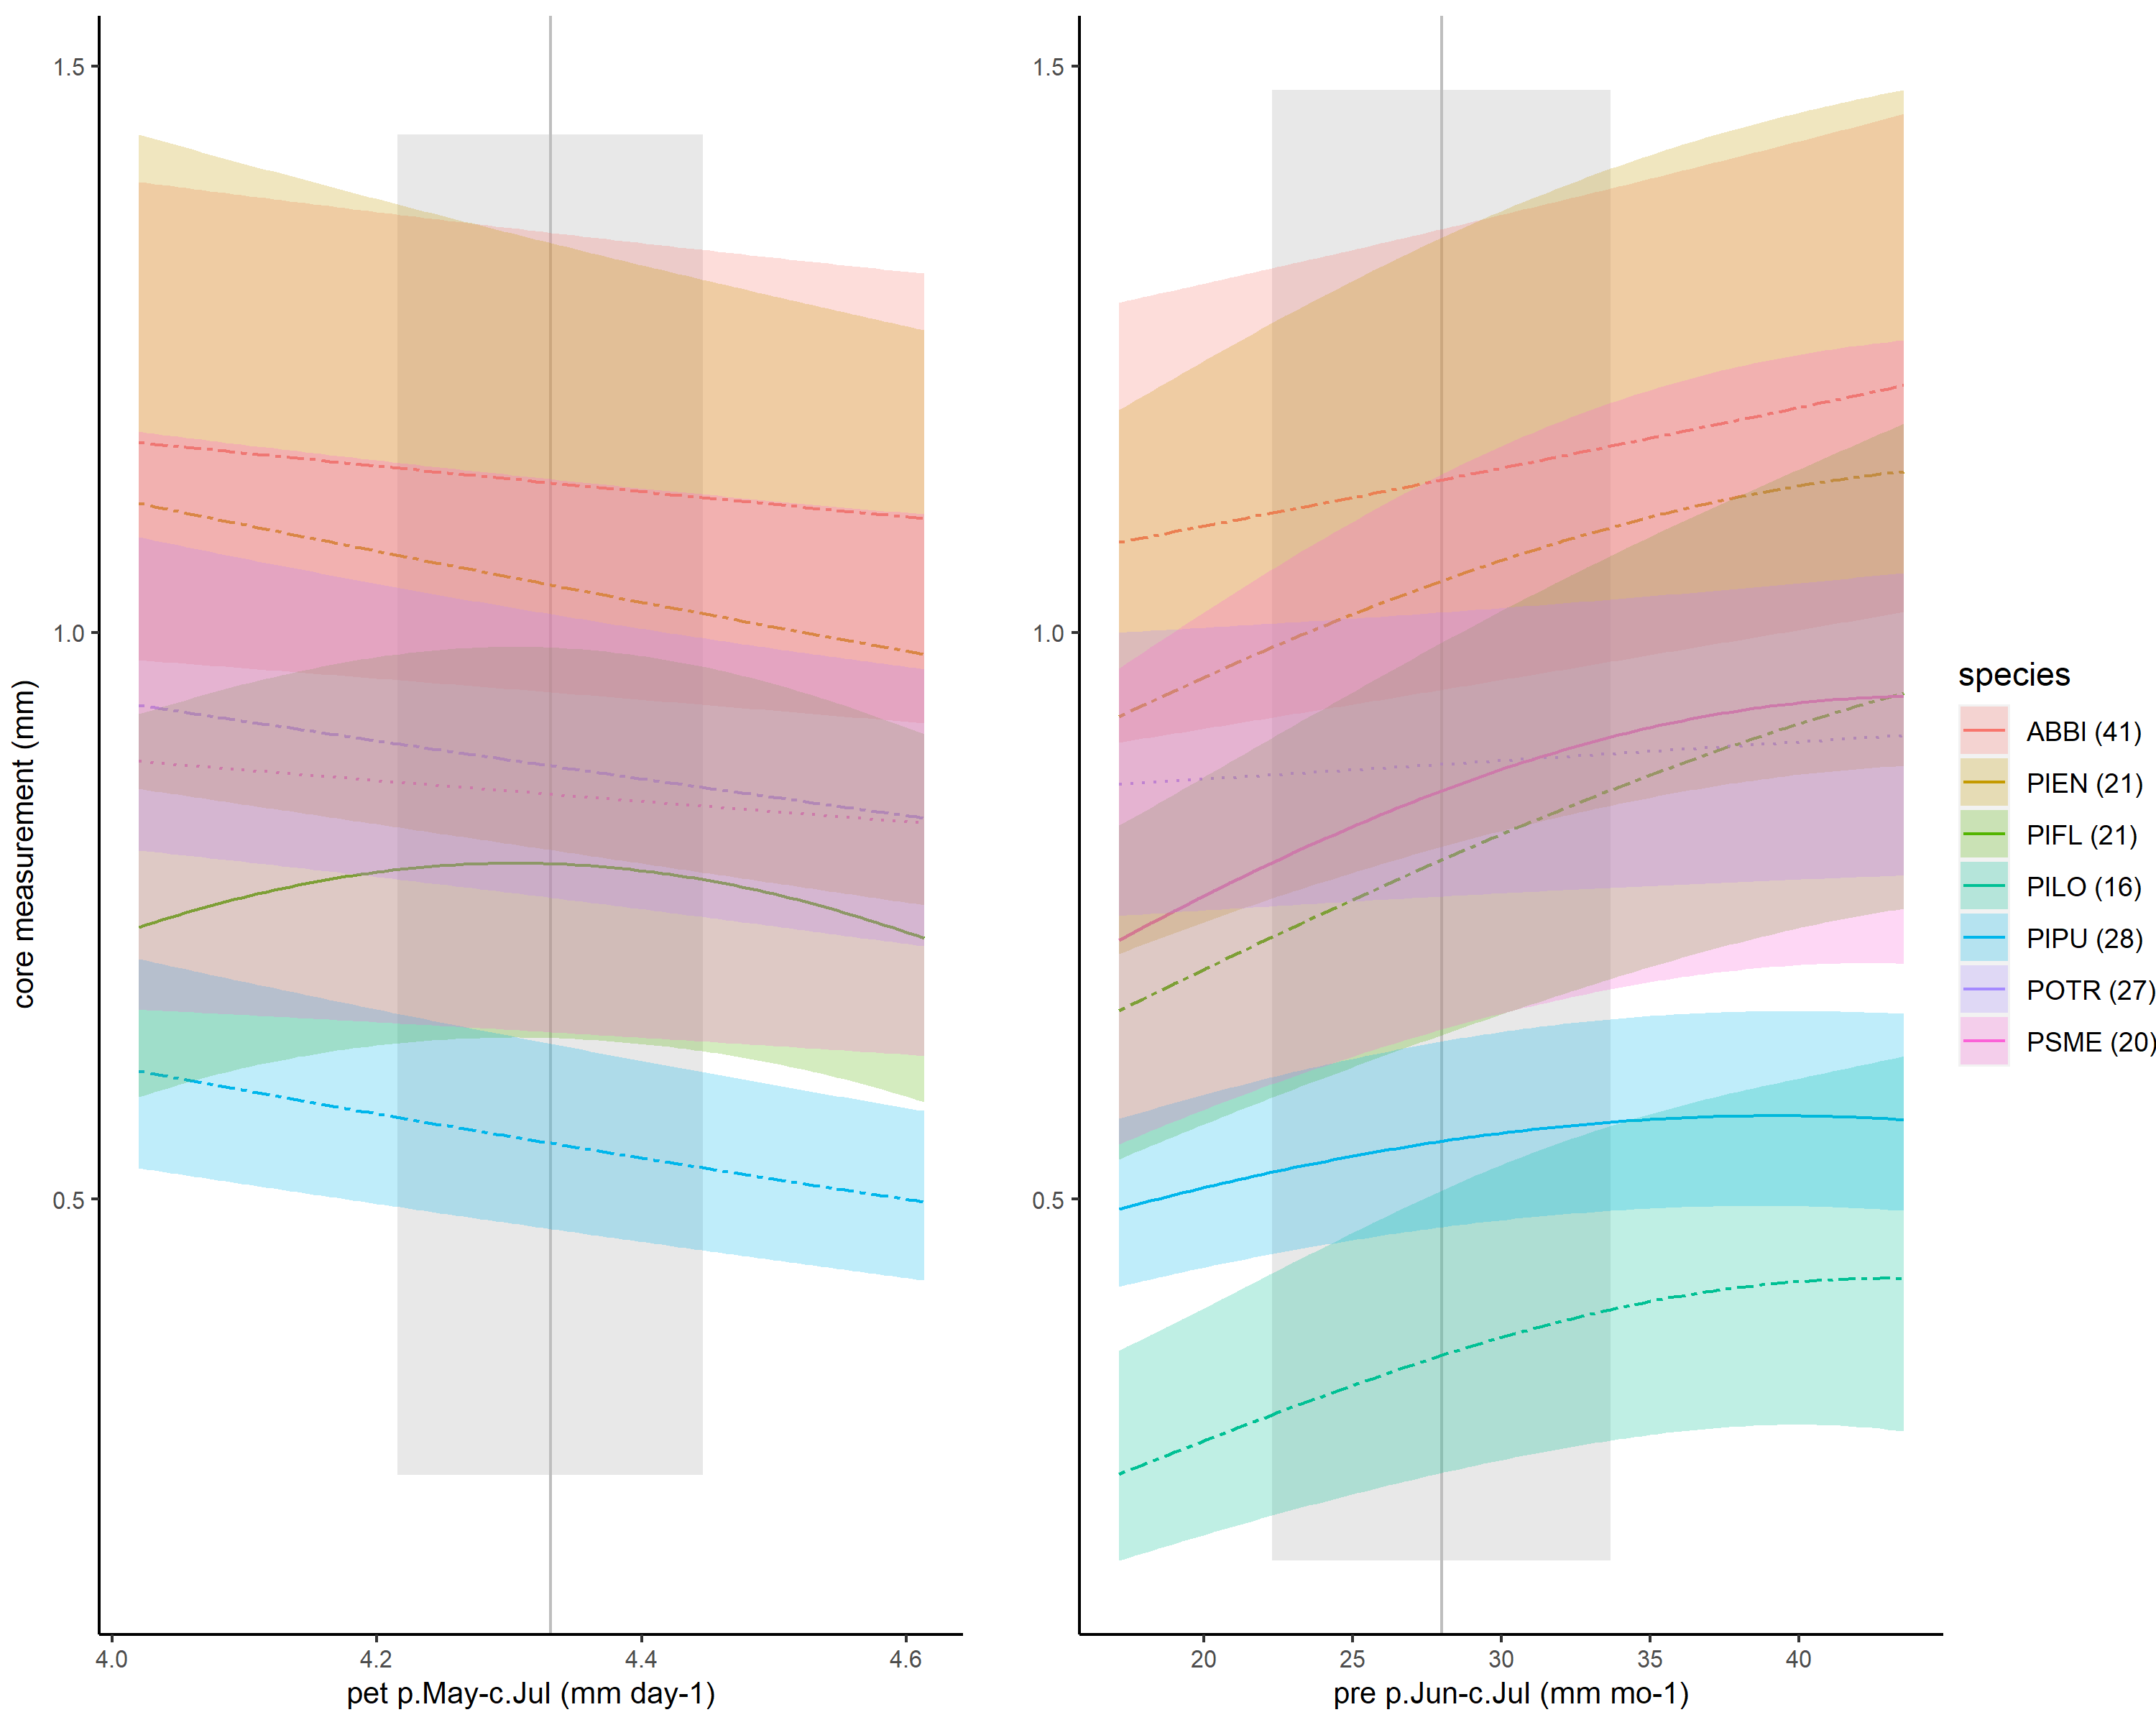 core measurement (mm)
1.5
1.0
0.5
4.0 4.2 4.4 4.6
pet p.May-c.Jul (mm day-1)
1.5
1.0
0.5
20 25 30 35 40
pre p.Jun-c.Jul (mm mo-1)
species
ABBI (41)
PIEN (21)
PIFL (21)
PILO (16)
PIPU (28)
POTR (27)
PSME (20)